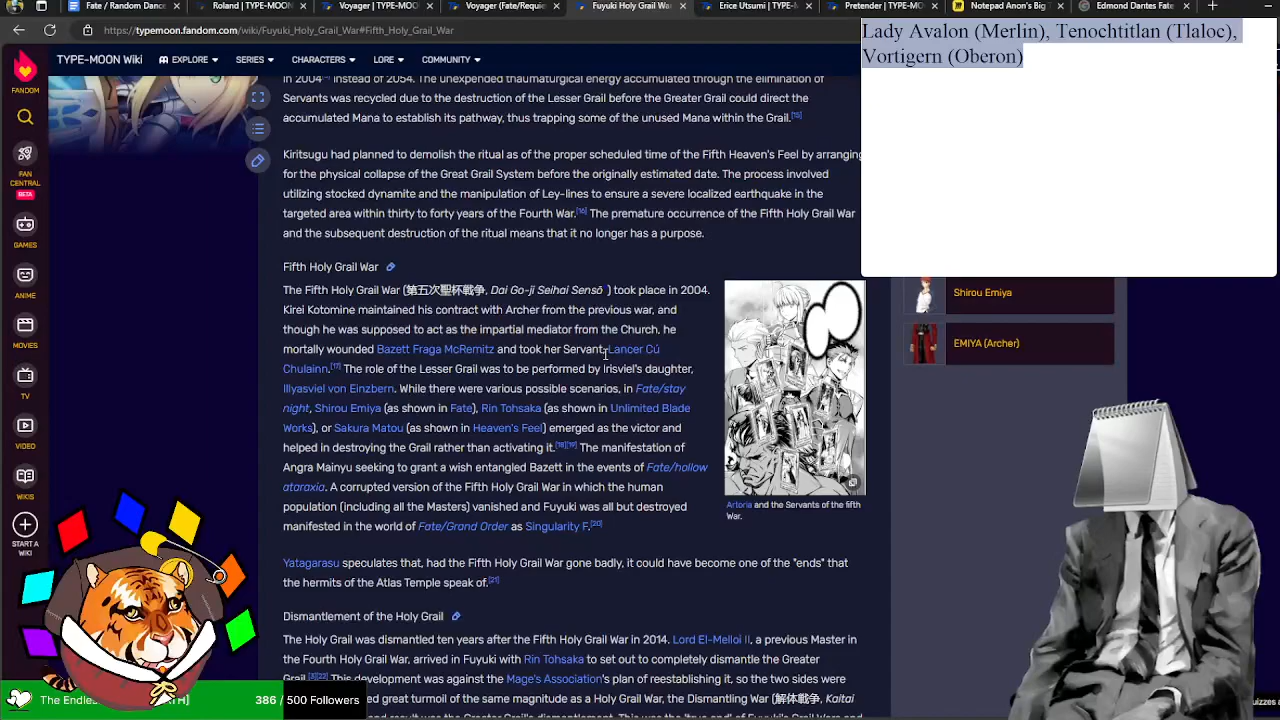 Fate / Random Dance
Roland | TYPE-MOON
Voyager | TYPE-MOON
Voyager (Fate/Requie
Fuyuki Holy Grail War
Erice Utsumi | TYPE-M
Pretender | TYPE-MOO
Notepad Anon's Big
Edmond Dantes Fate
https://typemoon.fandom.com/wiki/Fuyuki_Holy_Grail_War#Fifth_Holy_Grail_War
Lady Avalon (Merlin), Tenochtitlan (Tlaloc),
Vortigern (Oberon)
FANDOM
FAN
CENTRAL
BETA
GAMES
ANIME
MOVIES
TV
VIDEO
WIKIS
START A
WIKI
TYPE-MOON Wiki
EXPLORE
SERIES
CHARACTERS
LORE
COMMUNITY
in 2004 instead of 2054. The unexpended thaumaturgical energy accumulated through the elimination of
Servants was recycled due to the destruction of the Lesser Grail before the Greater Grail could direct the
accumulated Mana to establish its pathway, thus trapping some of the unused Mana within the Grail.[15]
Kiritsugu had planned to demolish the ritual as of the proper scheduled time of the Fifth Heaven's Feel by arranging
for the physical collapse of the Great Grail System before the originally estimated date. The process involved
utilizing stocked dynamite and the manipulation of Ley-lines to ensure a severe localized earthquake in the
targeted area within thirty to forty years of the Fourth War.[16] The premature occurrence of the Fifth Holy Grail War
and the subsequent destruction of the ritual means that it no longer has a purpose.
Fifth Holy Grail War
The Fifth Holy Grail War (第五次聖杯戦争, Dai Go-ji Seihai Sensō ?) took place in 2004.
Kirei Kotomine maintained his contract with Archer from the previous war, and
though he was supposed to act as the impartial mediator from the Church, he
mortally wounded Bazett Fraga McRemitz and took her Servant, Lancer Cú
Chulainn.[17] The role of the Lesser Grail was to be performed by Irisviel's daughter,
Illyasviel von Einzbern. While there were various possible scenarios, in Fate/stay
night, Shirou Emiya (as shown in Fate), Rin Tohsaka (as shown in Unlimited Blade
Works), or Sakura Matou (as shown in Heaven's Feel) emerged as the victor and
helped in destroying the Grail rather than activating it.[18][19] The manifestation of
Angra Mainyu seeking to grant a wish entangled Bazett in the events of Fate/hollow
ataraxia. A corrupted version of the Fifth Holy Grail War in which the human
population (including all the Masters) vanished and Fuyuki was all but destroyed
manifested in the world of Fate/Grand Order as Singularity F.[20]
Artoria and the Servants of the fifth
War.
Yatagarasu speculates that, had the Fifth Holy Grail War gone badly, it could have become one of the "ends" that
the hermits of the Atlas Temple speak of.[21]
Dismantlement of the Holy Grail
The Holy Grail was dismantled ten years after the Fifth Holy Grail War in 2014. Lord El-Melloi II, a previous Master in
the Fourth Holy Grail War, arrived in Fuyuki with Rin Tohsaka to set out to completely dismantle the Greater
Grail.[3][22] The development was against the Mage's Association's plan of reestablishing it, so the two sides were
ed great turmoil of the same magnitude as a Holy Grail War, the Dismantling War (解体戦争, Kaitai
Shirou Emiya
EMIYA (Archer)
The Endles
TH]
386 / 500 Followers
uizzes